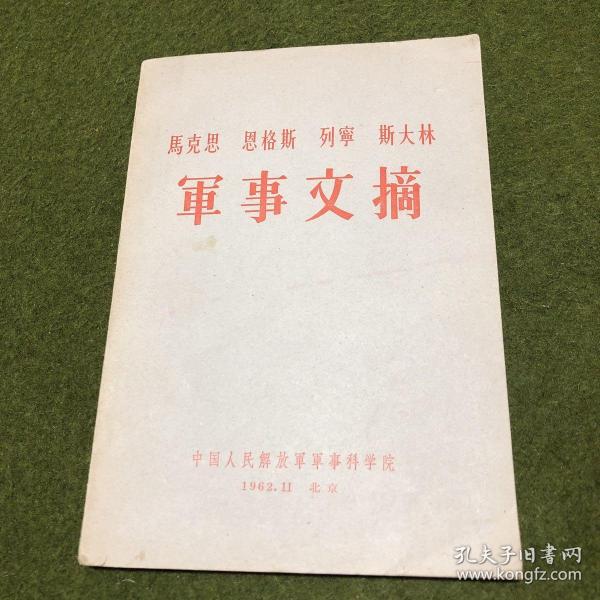 馬克思 恩格斯 列寧 斯大林
軍事文摘
中国人民解放軍軍事科学院
1962.11 北京
孔夫子旧書网
www.kongfz.com